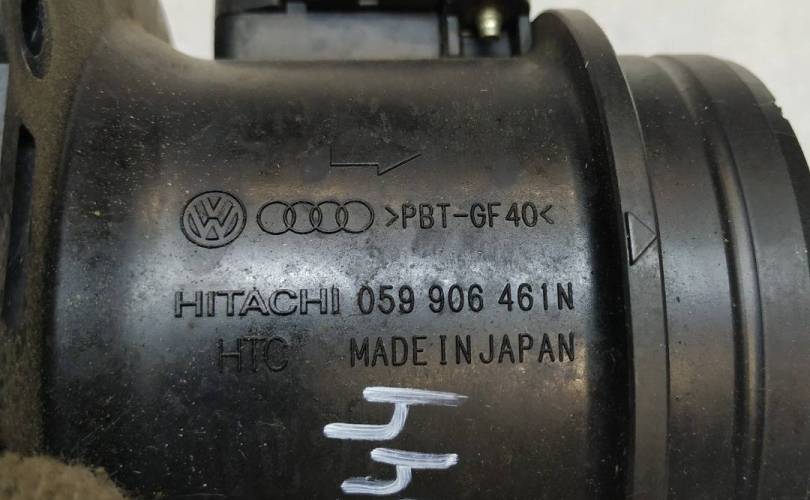 >PBT-GF40<
HITACHI 059 906 461N
HTC MADE IN JAPAN